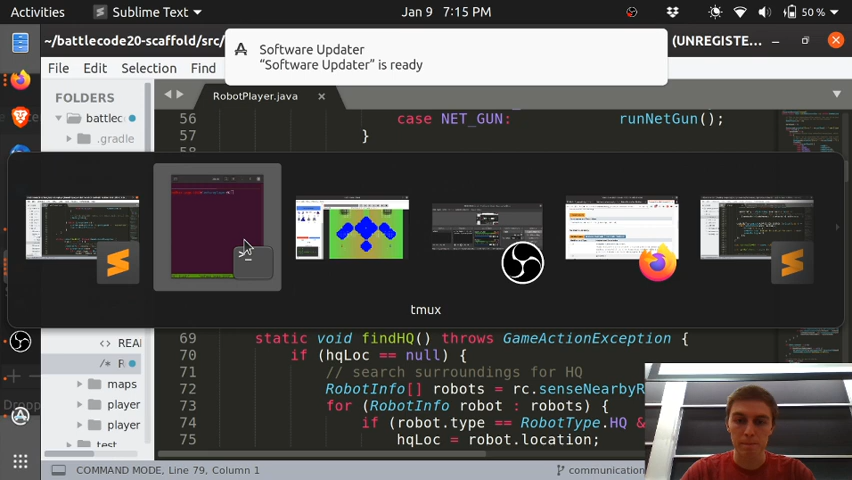 Activities
Sublime Text
Jan 9 7:15 PM
50 %
~/battlecode20-scaffold/src/
(UNREGISTE...
Software Updater
“Software Updater” is ready
File Edit Selection Find
FOLDERS
battlec
.gradle
RobotPlayer.java
56 case NET_GUN: runNetGun();
57 }
58
tmux
REA
/* R
maps
player
player
test
69 static void findHQ() throws GameActionException {
70 if (hqLoc == null) {
71 // search surroundings for HQ
72 RobotInfo[] robots = rc.senseNearbyR
73 for (RobotInfo robot : robots) {
74 if (robot.type == RobotType.HQ &
75 hqLoc = robot.location;
COMMAND MODE, Line 79, Column 1
communication